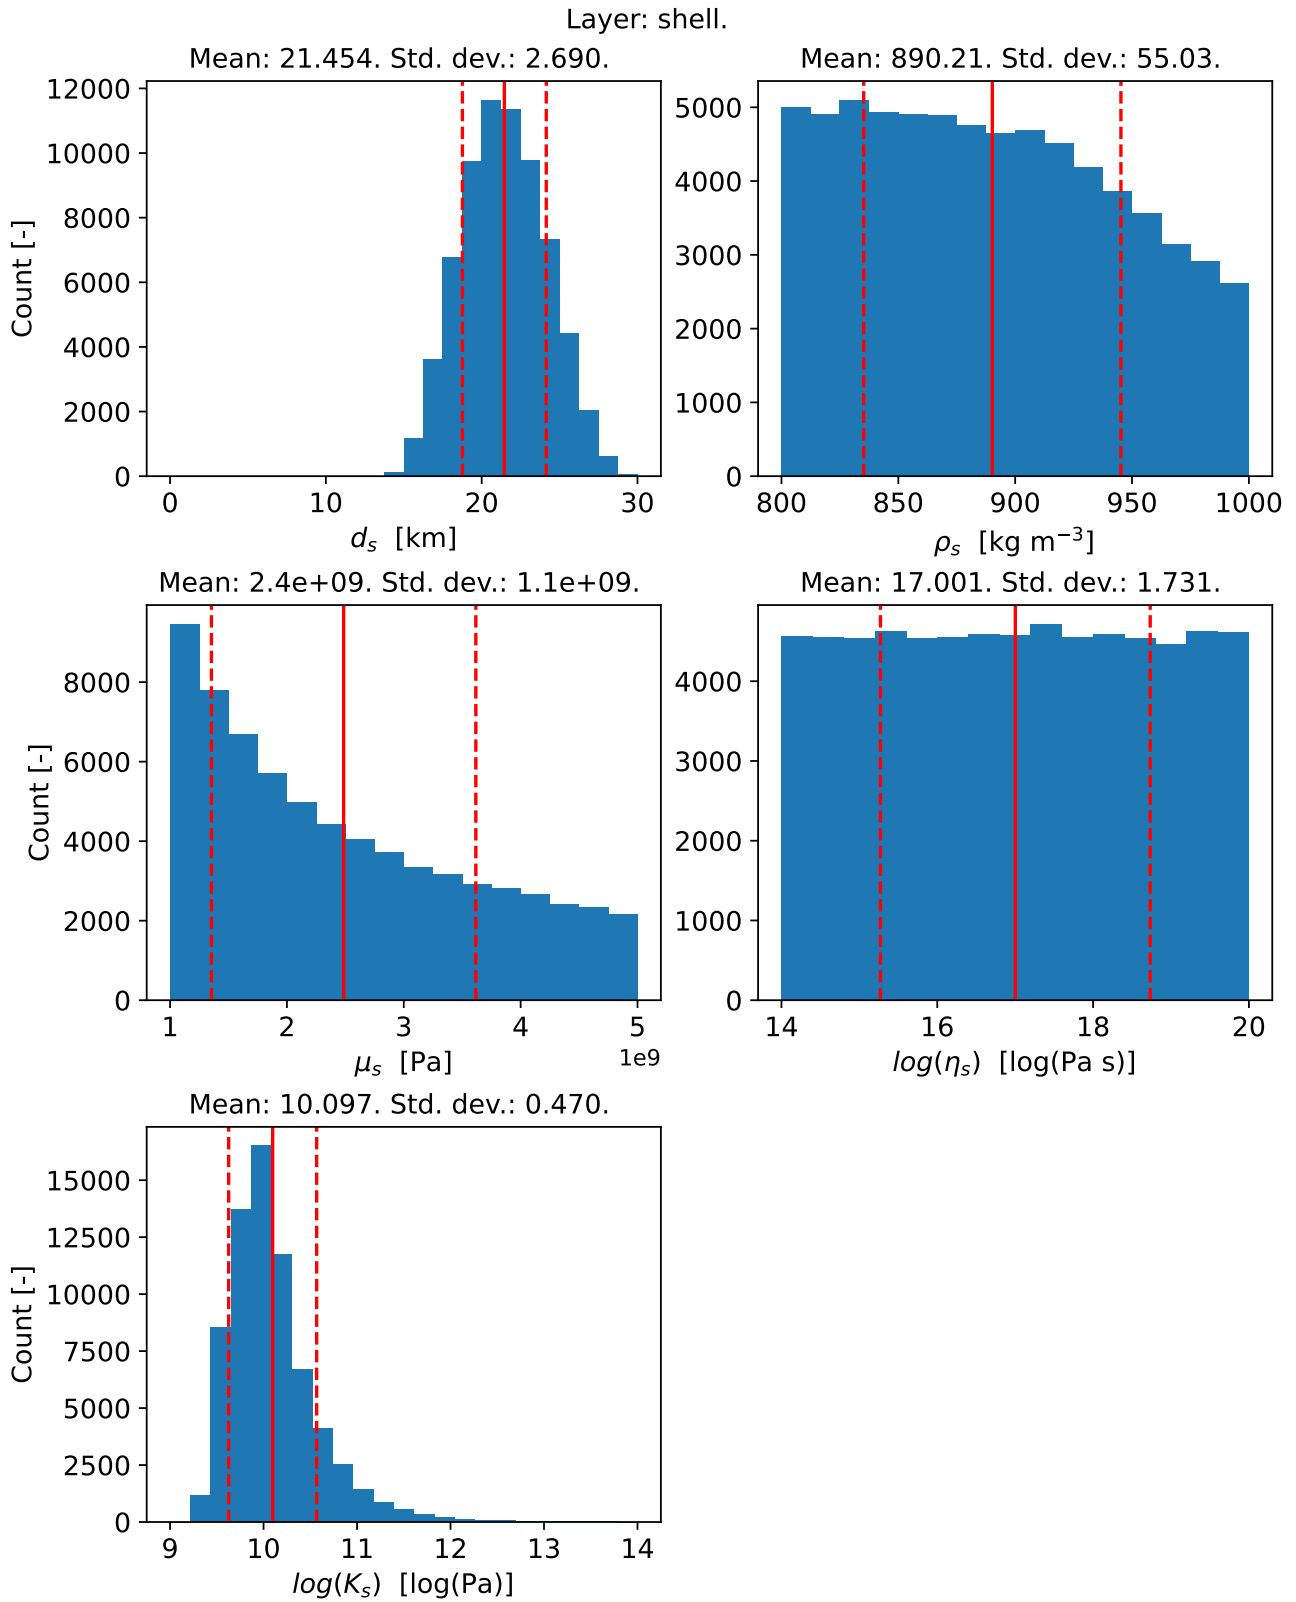 Layer: shell.
Mean: 21.454. Std. dev.: 2.690.
Mean: 890.21. Std. dev.: 55.03.
12000
10000
8000
6000
4000
2000
0
Count [-]
0 10 20 30
d_s [km]
5000
4000
3000
2000
1000
0
800 850 900 950 1000
ρ_s [kg m⁻³]
Mean: 2.4e+09. Std. dev.: 1.1e+09.
Mean: 17.001. Std. dev.: 1.731.
8000
6000
4000
2000
0
Count [-]
1 2 3 4 5
1e9
μ_s [Pa]
4000
3000
2000
1000
0
14 16 18 20
log(η_s) [log(Pa s)]
Mean: 10.097. Std. dev.: 0.470.
15000
12500
10000
7500
5000
2500
0
Count [-]
9 10 11 12 13 14
log(K_s) [log(Pa)]